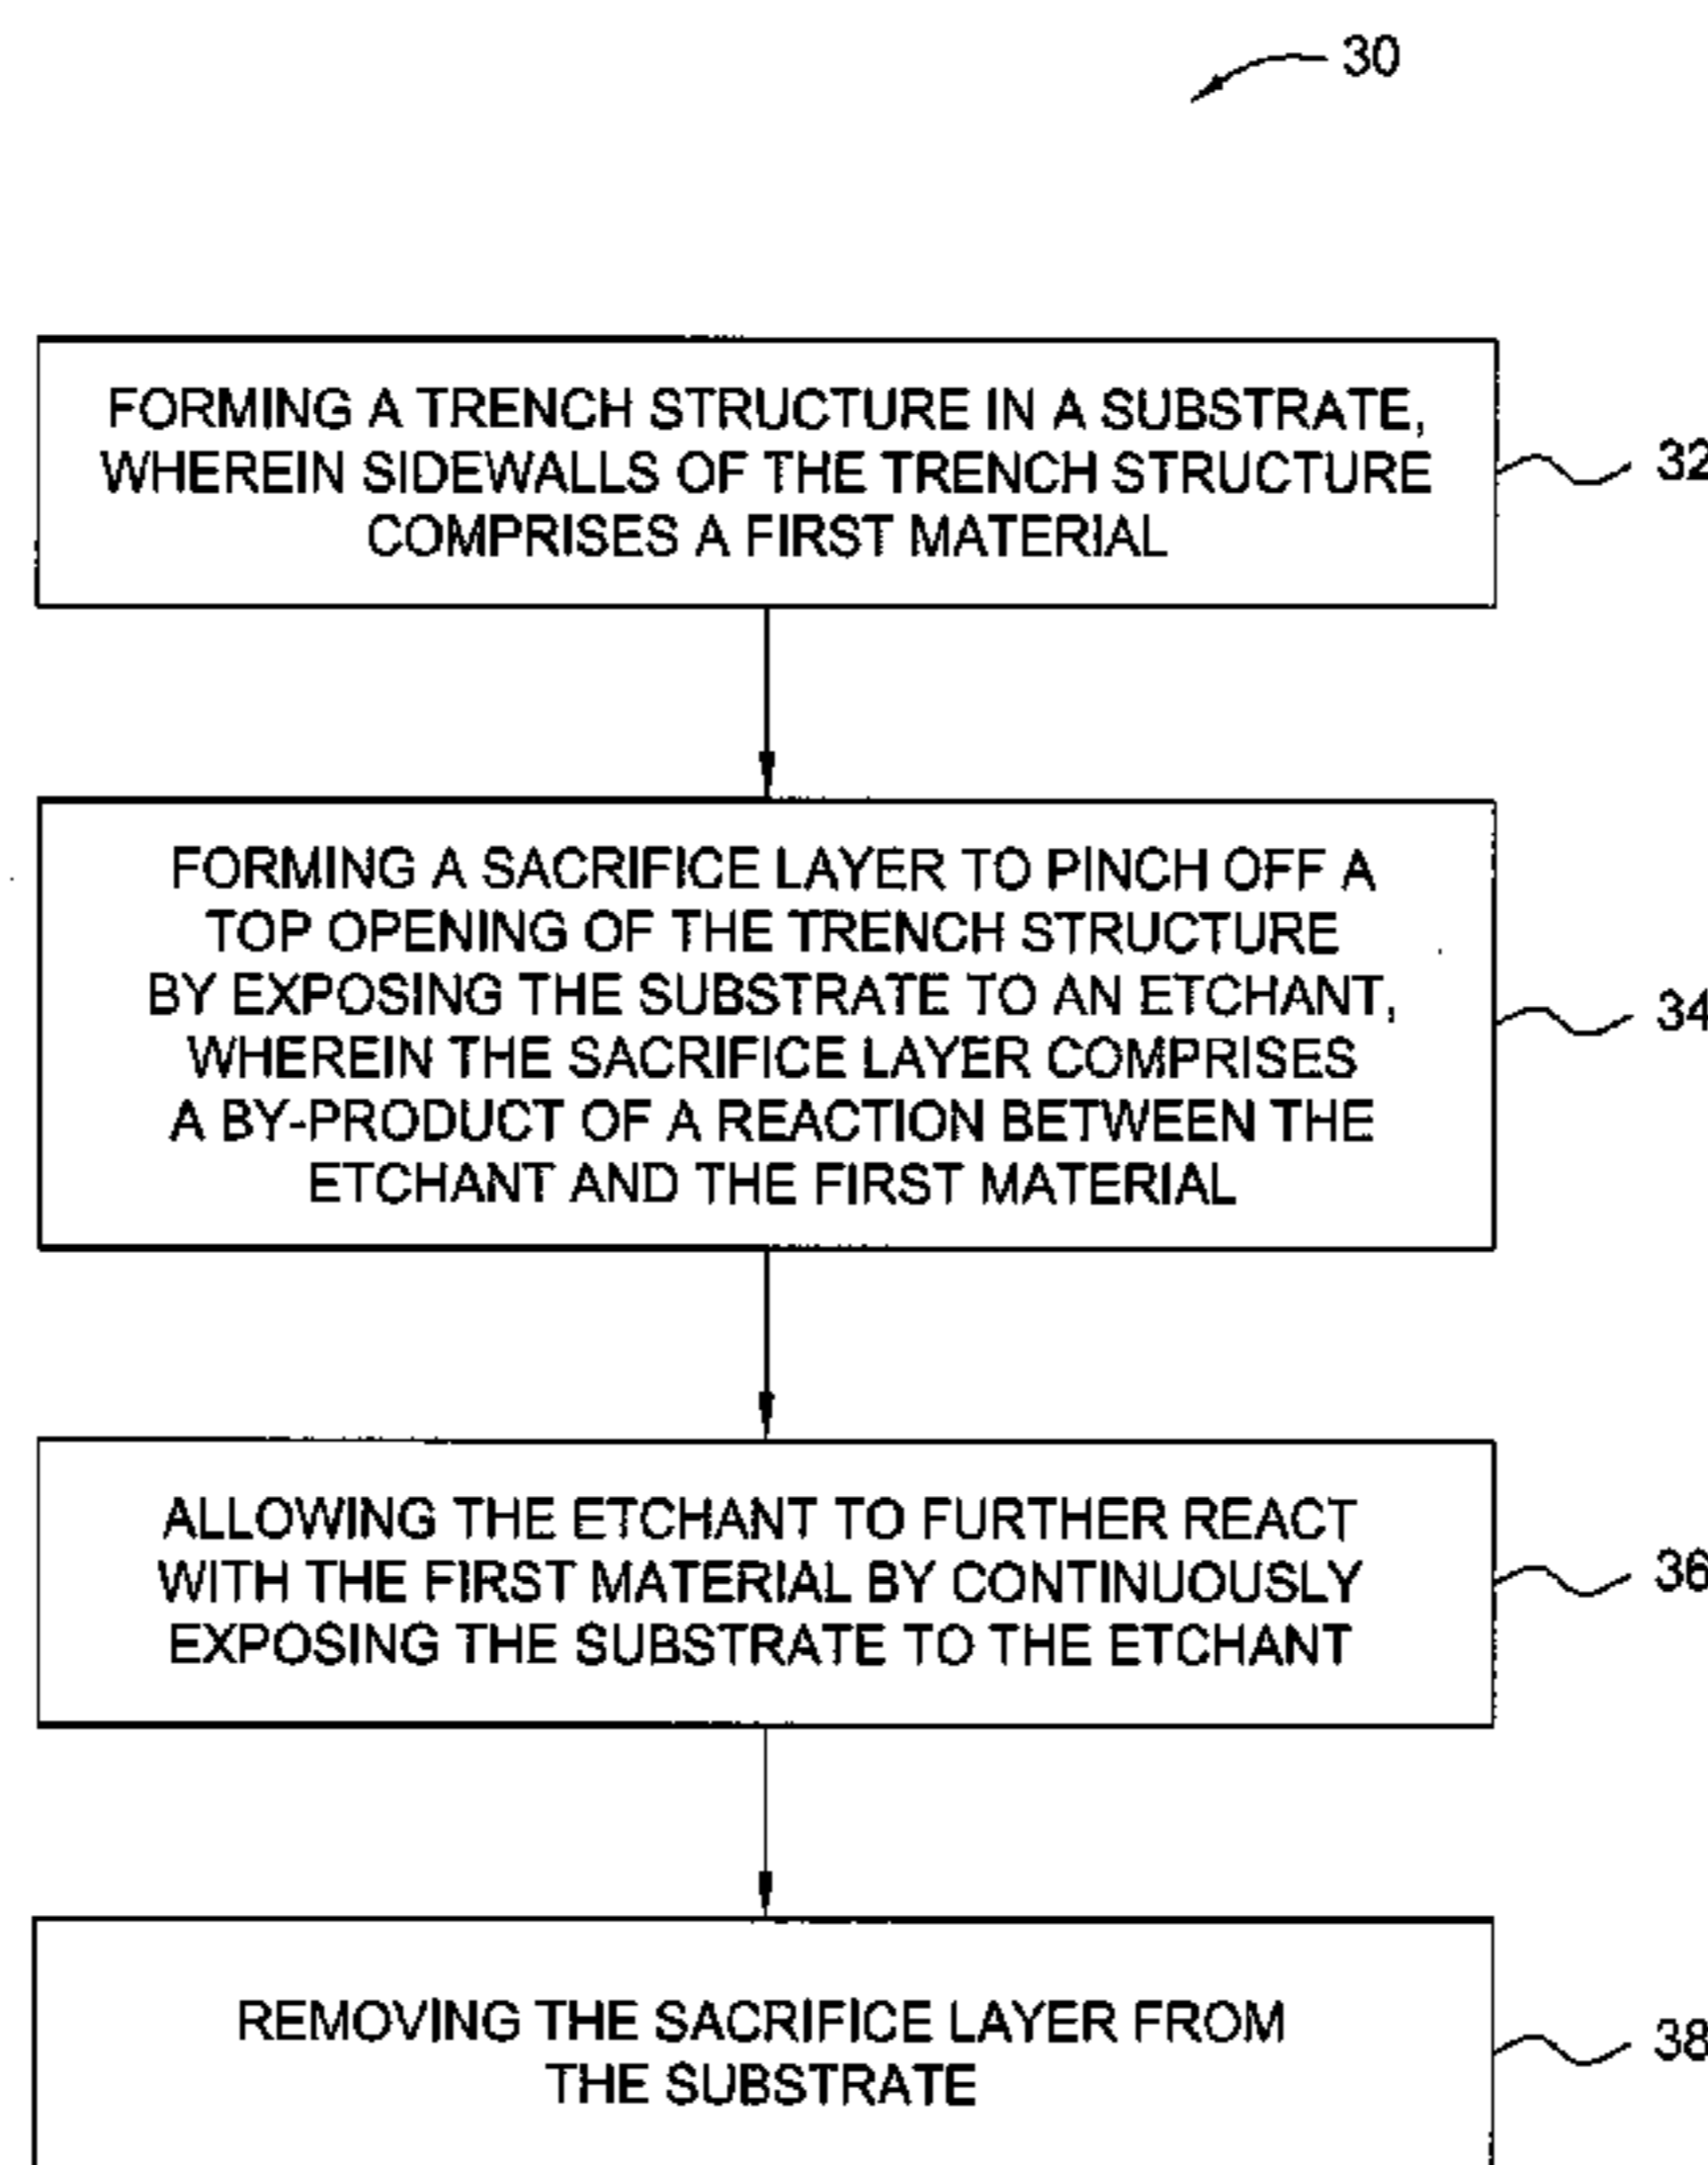 30
FORMING A TRENCH STRUCTURE IN A SUBSTRATE,
WHEREIN SIDEWALLS OF THE TRENCH STRUCTURE
COMPRISES A FIRST MATERIAL
32
FORMING A SACRIFICE LAYER TO PINCH OFF A
TOP OPENING OF THE TRENCH STRUCTURE
BY EXPOSING THE SUBSTRATE TO AN ETCHANT,
WHEREIN THE SACRIFICE LAYER COMPRISES
A BY-PRODUCT OF A REACTION BETWEEN THE
ETCHANT AND THE FIRST MATERIAL
34
ALLOWING THE ETCHANT TO FURTHER REACT
WITH THE FIRST MATERIAL BY CONTINUOUSLY
EXPOSING THE SUBSTRATE TO THE ETCHANT
36
REMOVING THE SACRIFICE LAYER FROM
THE SUBSTRATE
38